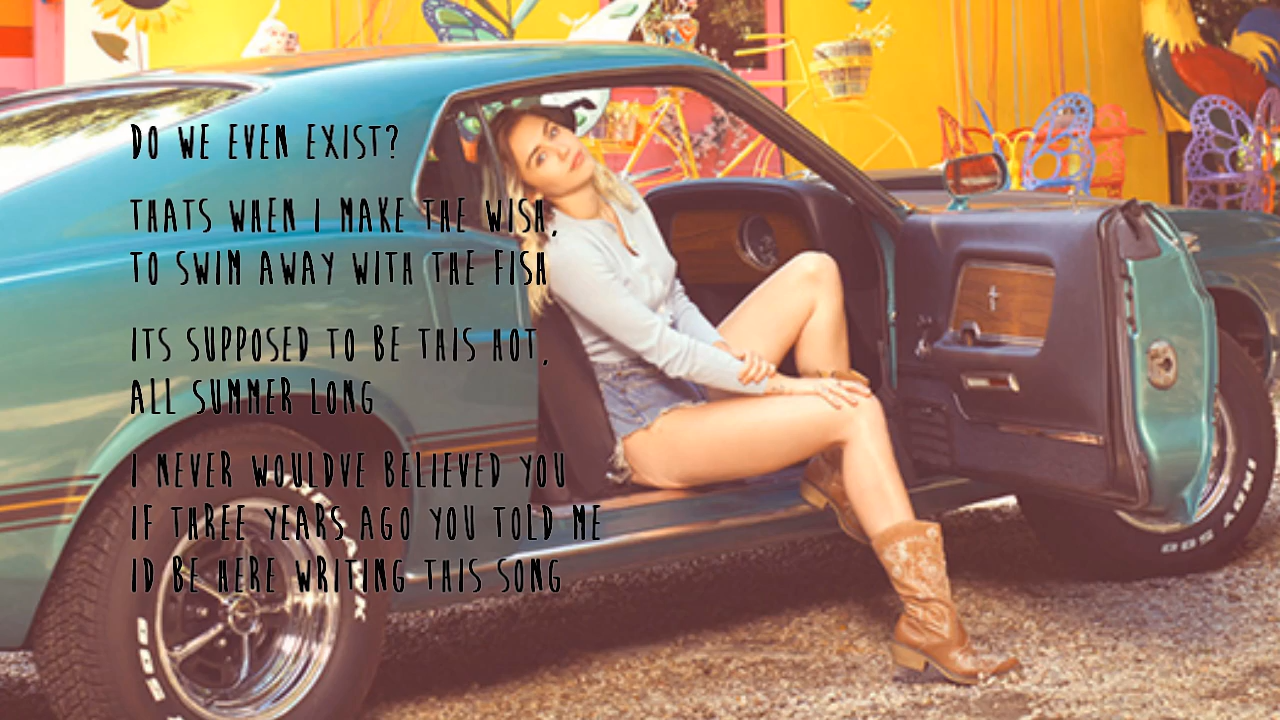 DO WE EVEN EXIST?
THATS WHEN I MAKE THE WISH,
TO SWIM AWAY WITH THE FISH
ITS SUPPOSED TO BE THIS HOT,
ALL SUMMER LONG
I NEVER WOULDVE BELIEVED YOU
IF THREE YEARS AGO YOU TOLD ME
ID BE HERE WRITING THIS SONG